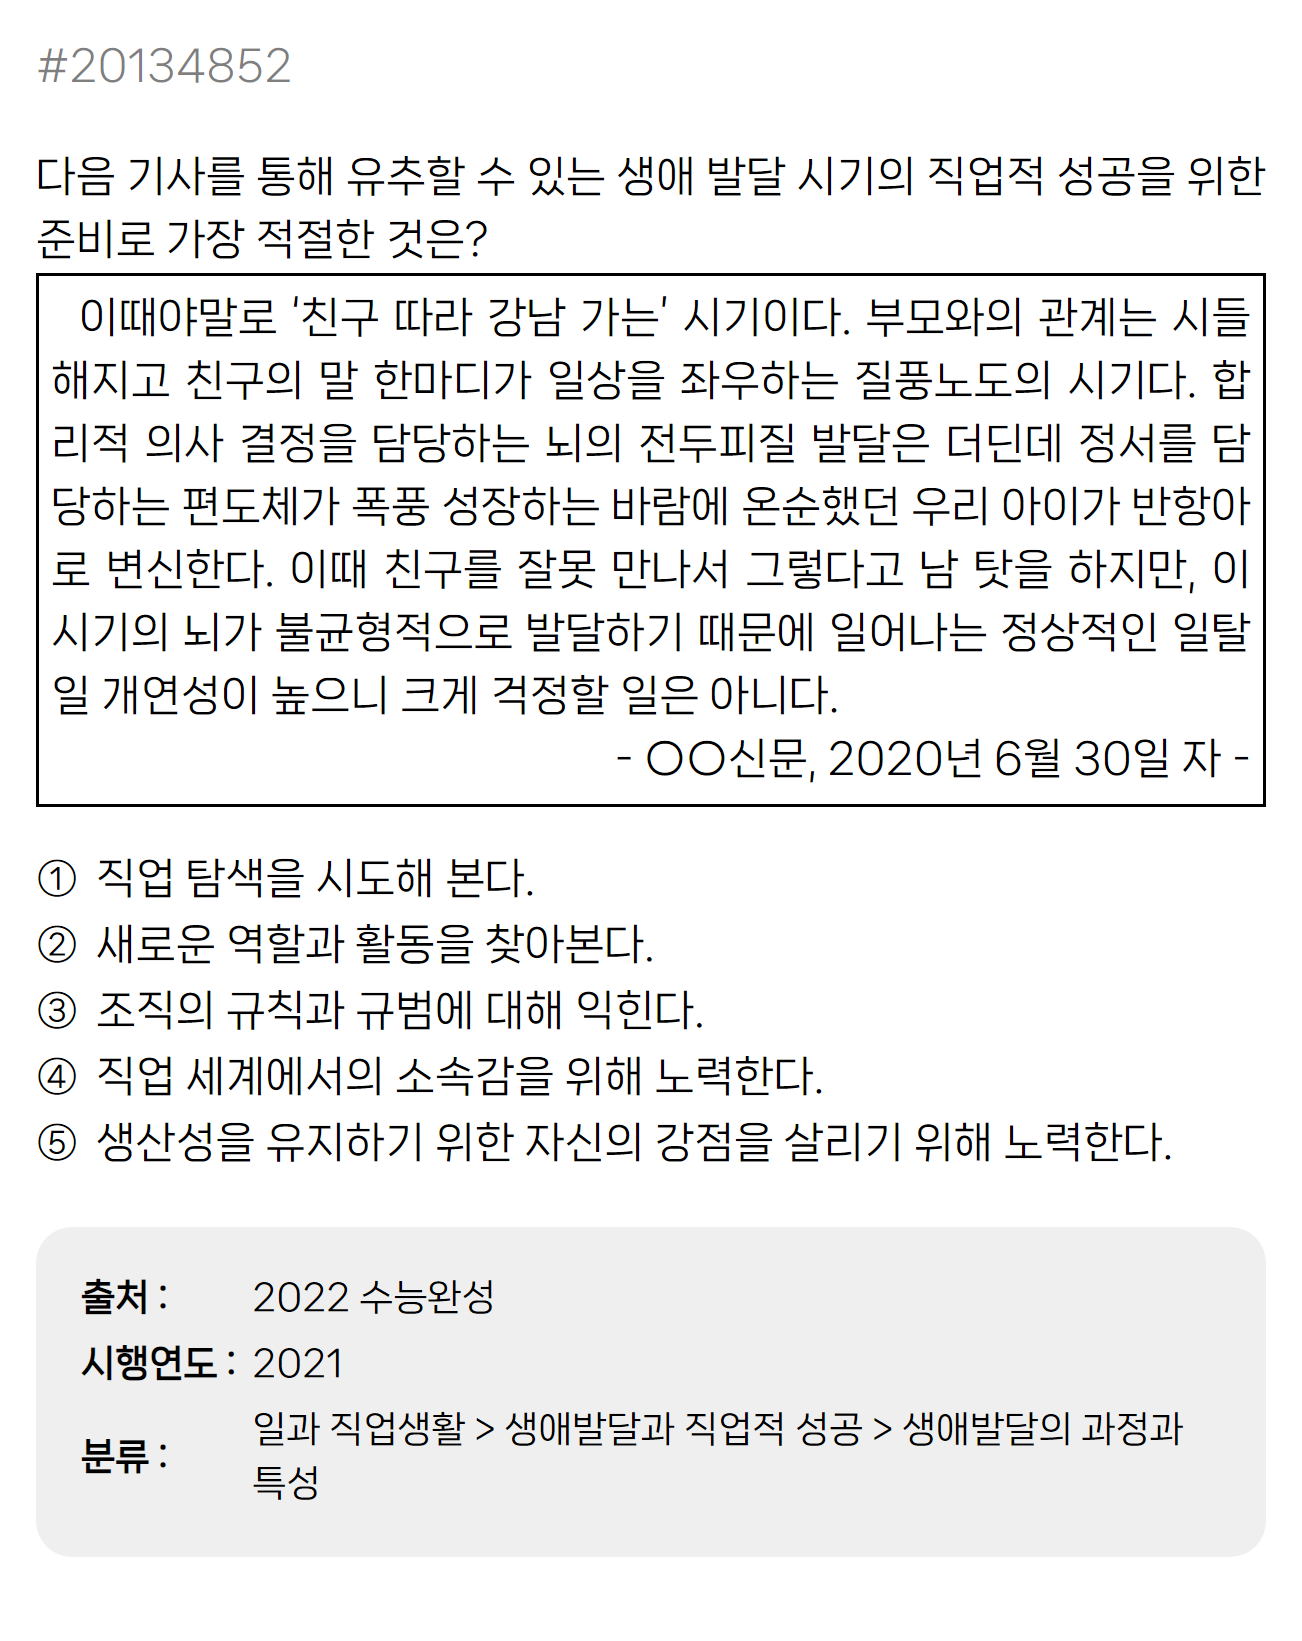 #20134852
다음 기사를 통해 유추할 수 있는 생애 발달 시기의 직업적 성공을 위한
준비로 가장 적절한 것은?
이때야말로 '친구 따라 강남 가는' 시기이다. 부모와의 관계는 시들
해지고 친구의 말 한마디가 일상을 좌우하는 질풍노도의 시기다. 합
리적 의사 결정을 담당하는 뇌의 전두피질 발달은 더딘데 정서를 담
당하는 편도체가 폭풍 성장하는 바람에 온순했던 우리 아이가 반항아
로 변신한다. 이때 친구를 잘못 만나서 그렇다고 남 탓을 하지만, 이
시기의 뇌가 불균형적으로 발달하기 때문에 일어나는 정상적인 일탈
일 개연성이 높으니 크게 걱정할 일은 아니다.
- ○○신문, 2020년 6월 30일 자 -
① 직업 탐색을 시도해 본다.
② 새로운 역할과 활동을 찾아본다.
③ 조직의 규칙과 규범에 대해 익힌다.
④ 직업 세계에서의 소속감을 위해 노력한다.
⑤ 생산성을 유지하기 위한 자신의 강점을 살리기 위해 노력한다.
출처 : 2022 수능완성
시행연도 : 2021
분류 : 일과 직업생활 > 생애발달과 직업적 성공 > 생애발달의 과정과
특성